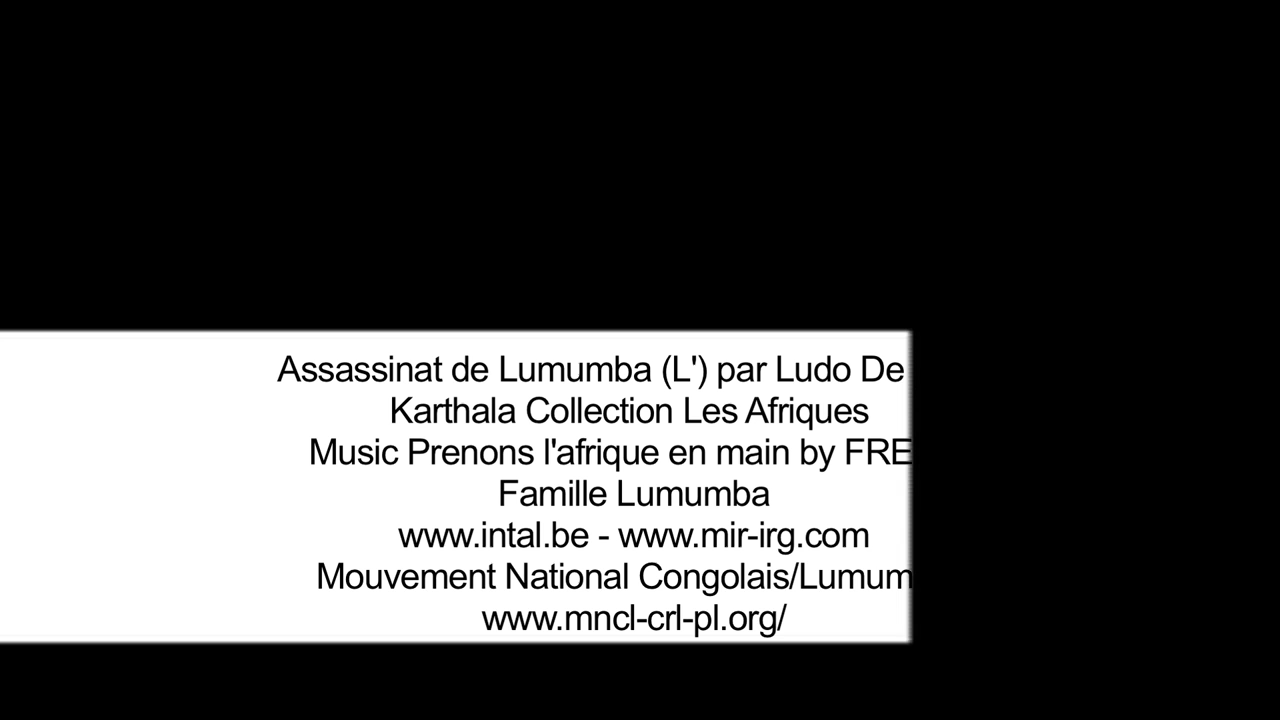 Assassinat de Lumumba (L') par Ludo De
Karthala Collection Les Afriques
Music Prenons l'afrique en main by FRE
Famille Lumumba
www.intal.be - www.mir-irg.com
Mouvement National Congolais/Lumum
www.mncl-crl-pl.org/